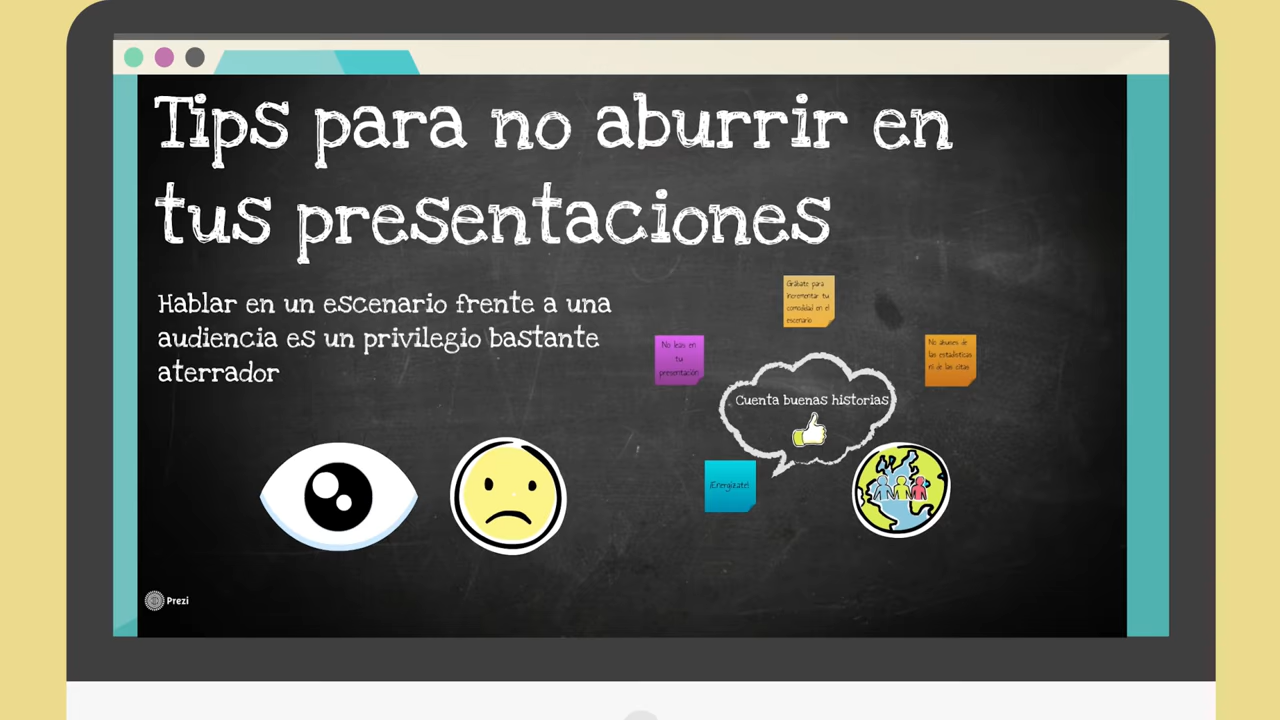 Tips para no aburrir en
tus presentaciones
Hablar en un escenario frente a una
audiencia es un privilegio bastante
aterrador
Grábate para
incrementar tu
comodidad en el
escenario
No leas en
tu
presentación
No abuses de
las estadísticas
ni de las citas
Cuenta buenas historias
¡Energízate!
Prezi